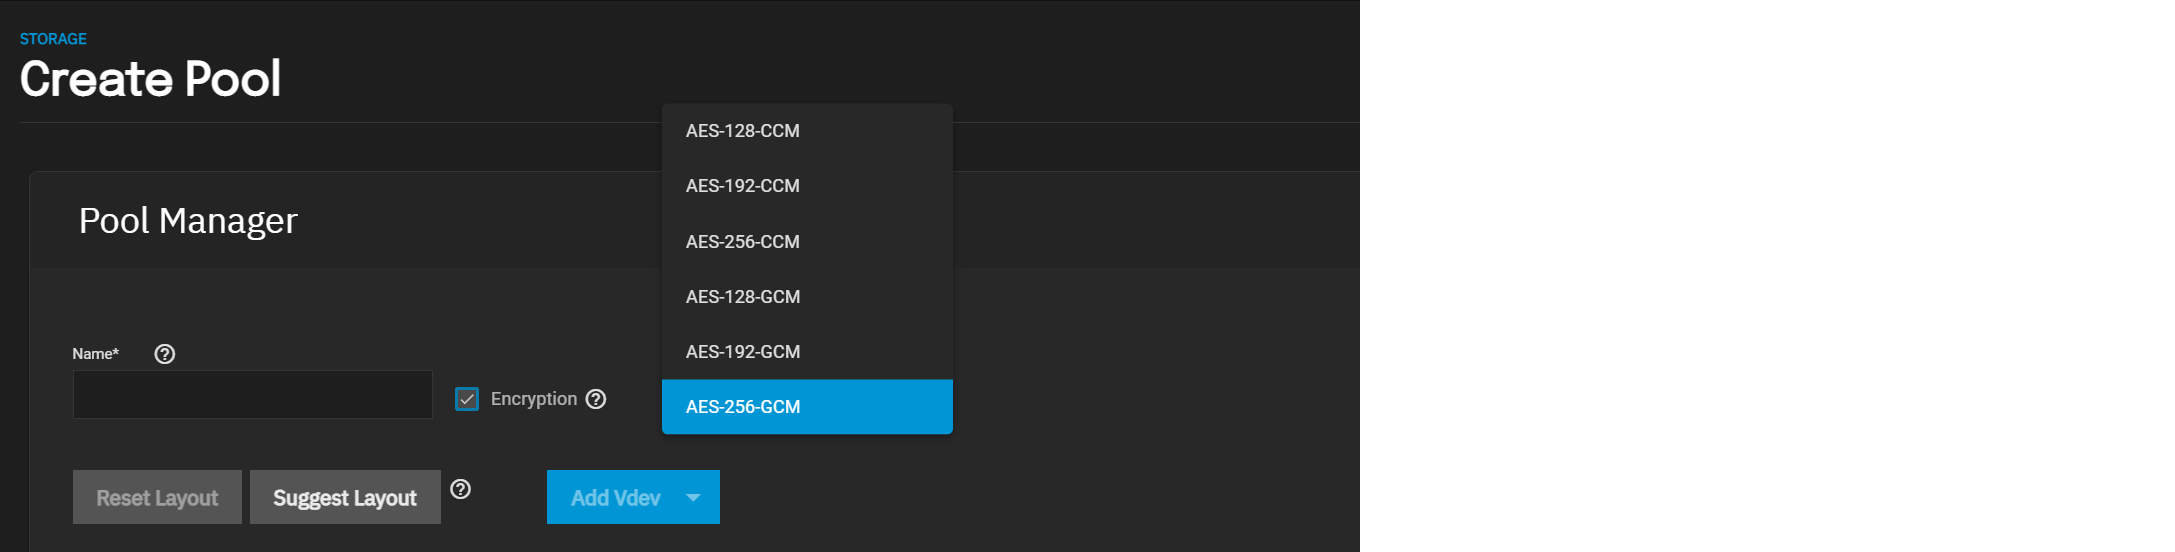 STORAGE
Create Pool
AES-128-CCM
AES-192-CCM
Pool Manager
AES-256-CCM
AES-128-GCM
AES-192-GCM
Name*
Encryption
AES-256-GCM
Reset Layout
Suggest Layout
Add Vdev